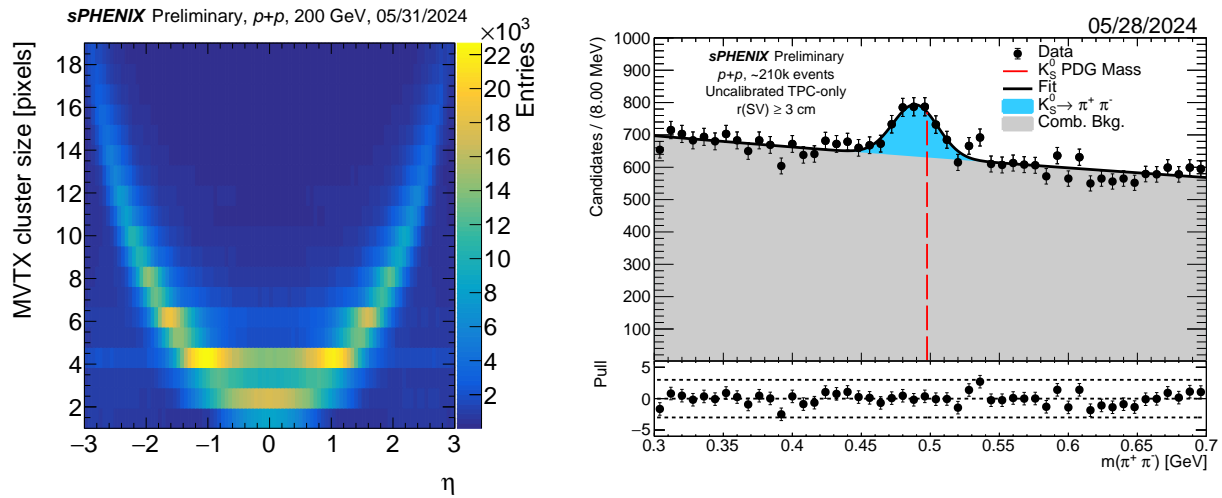 sPHENIX Preliminary, p+p, 200 GeV, 05/31/2024
×10³
MVTX cluster size [pixels]
18
16
14
12
10
8
6
4
2
−3 −2 −1 0 1 2 3
η
Entries
22
20
18
16
14
12
10
8
6
4
2
05/28/2024
Candidates / (8.00 MeV)
1000
900
800
700
600
500
400
300
200
100
sPHENIX Preliminary
p+p, ~210k events
Uncalibrated TPC-only
r(SV) ≥ 3 cm
Data
K⁰S PDG Mass
Fit
K⁰S→ π⁺ π⁻
Comb. Bkg.
Pull
5
0
−5
0.3 0.35 0.4 0.45 0.5 0.55 0.6 0.65 0.7
m(π⁺ π⁻) [GeV]